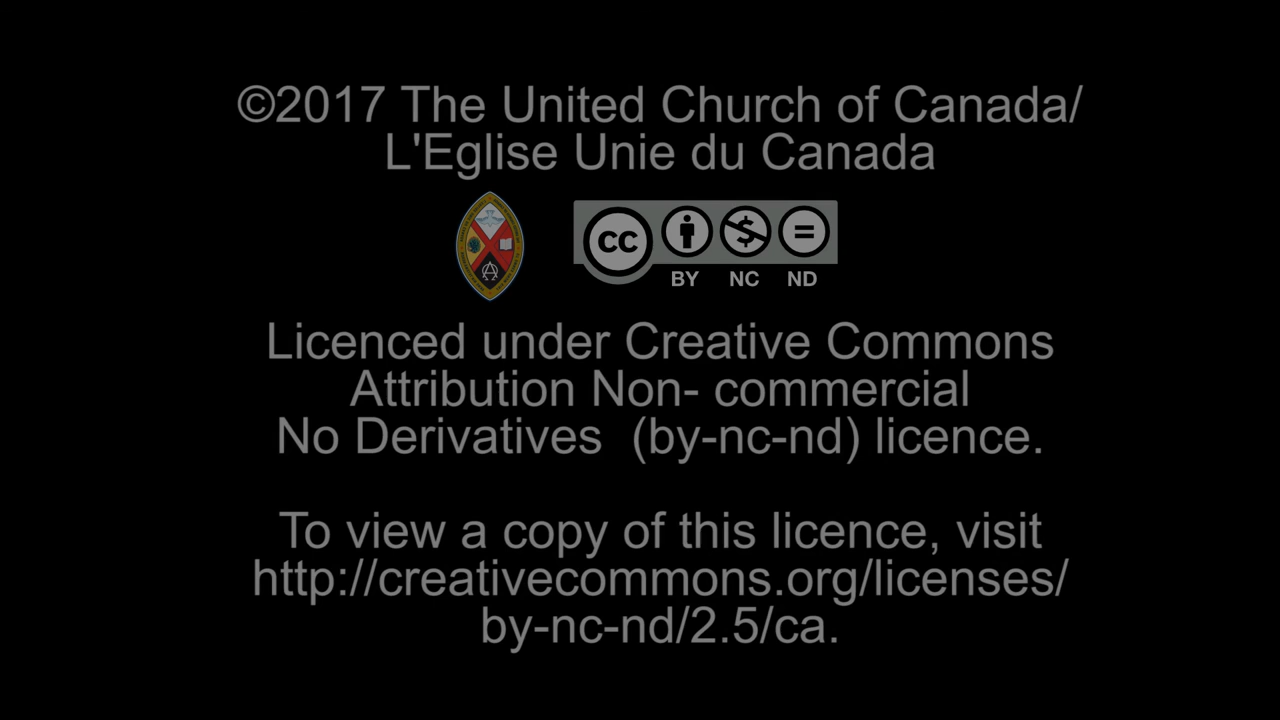 ©2017 The United Church of Canada/
L'Eglise Unie du Canada
cc
BY NC ND
Licenced under Creative Commons
Attribution Non- commercial
No Derivatives  (by-nc-nd) licence.
To view a copy of this licence, visit
http://creativecommons.org/licenses/
by-nc-nd/2.5/ca.